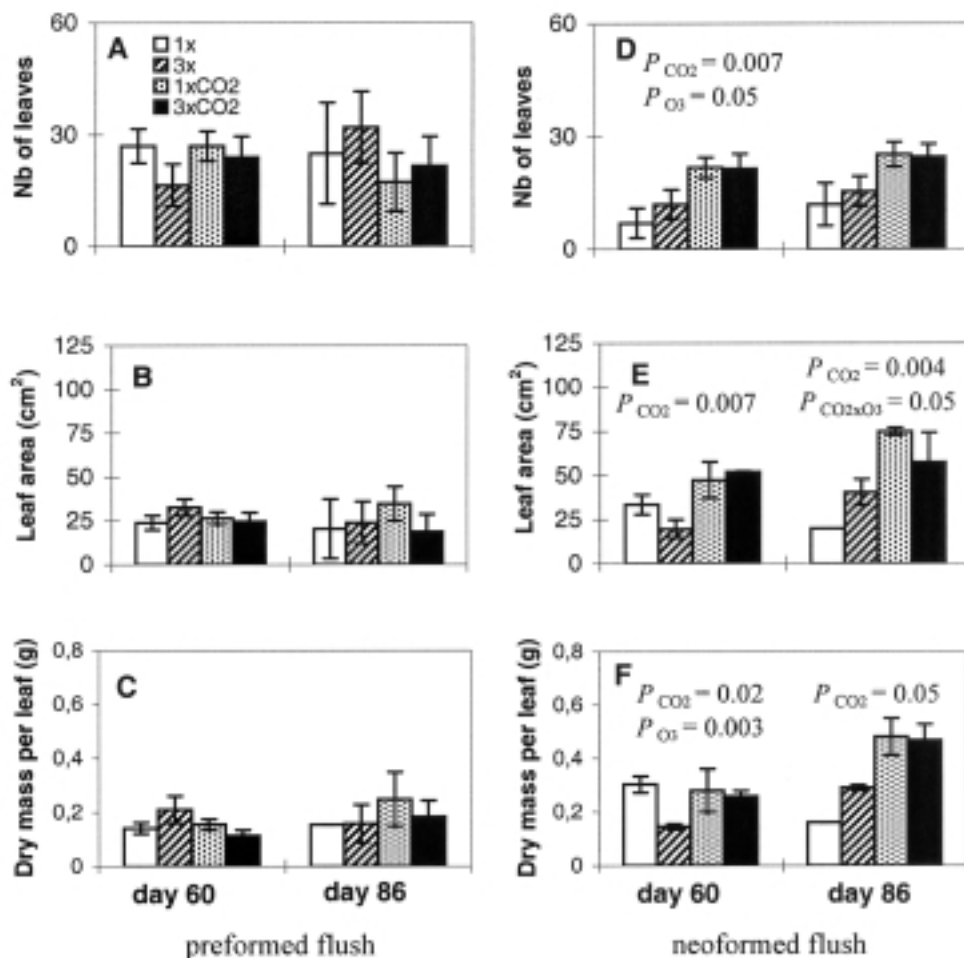 A
1x
3x
1xCO2
3xCO2
Nb of leaves
60
30
0
D
P CO2 = 0.007
P O3 = 0.05
Nb of leaves
60
30
0
B
Leaf area (cm²)
125
100
75
50
25
0
E
P CO2 = 0.007
P CO2 = 0.004
P CO2xO3 = 0.05
Leaf area (cm²)
125
100
75
50
25
0
C
Dry mass per leaf (g)
0,8
0,6
0,4
0,2
0
day 60
day 86
preformed flush
F
P CO2 = 0.02
P O3 = 0.003
P CO2 = 0.05
Dry mass per leaf (g)
0,8
0,6
0,4
0,2
0
day 60
day 86
neoformed flush